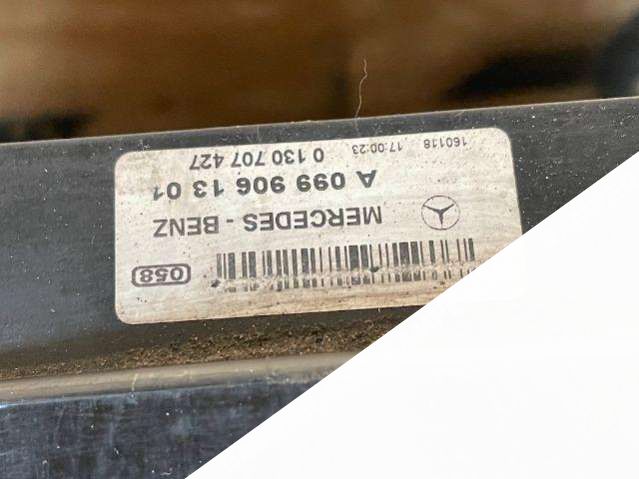 058
MERCEDES - BENZ
A 099 906 13 01
160118 17:00:23 0 130 707 427